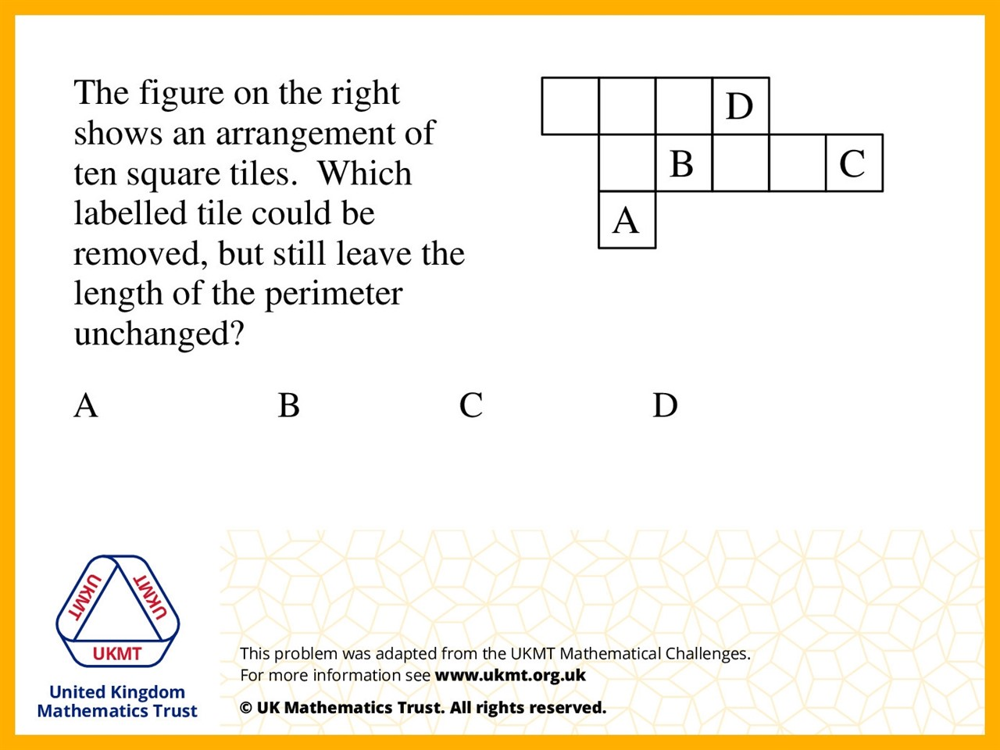 The figure on the right
shows an arrangement of
ten square tiles. Which
labelled tile could be
removed, but still leave the
length of the perimeter
unchanged?
D
B
C
A
A B C D
UKMT
UKMT
UKMT
United Kingdom
Mathematics Trust
This problem was adapted from the UKMT Mathematical Challenges.
For more information see www.ukmt.org.uk
© UK Mathematics Trust. All rights reserved.